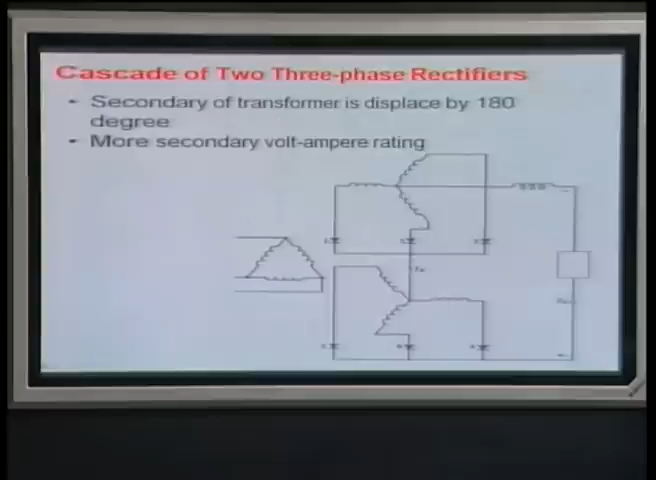 Cascade of Two Three-phase Rectifiers
• Secondary of transformer is displace by 180
degree
• More secondary volt-ampere rating